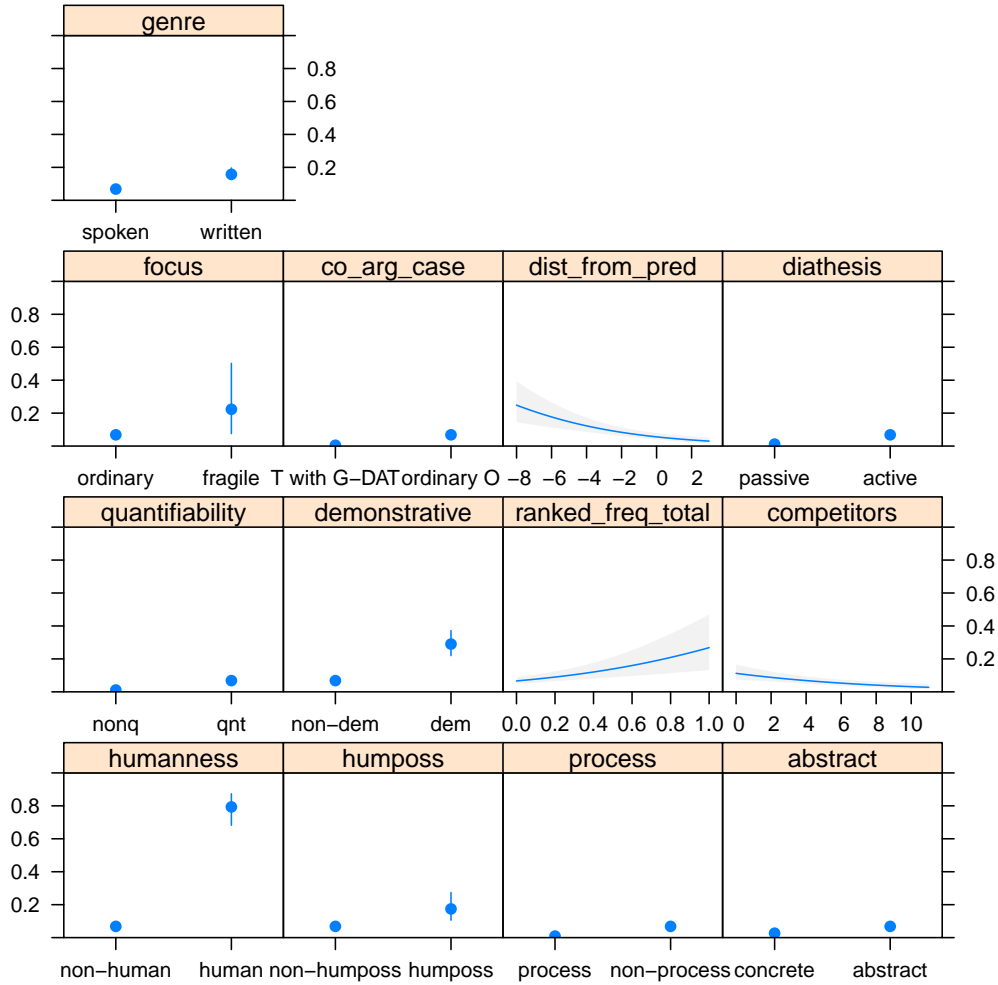 genre
0.8
0.6
0.4
0.2
spoken written
focus co_arg_case dist_from_pred diathesis
0.8
0.6
0.4
0.2
ordinary fragile T with G−DAT ordinary O −8 −6 −4 −2 0 2 passive active
quantifiability demonstrative ranked_freq_total competitors
0.8
0.6
0.4
0.2
nonq qnt non−dem dem 0.0 0.2 0.4 0.6 0.8 1.0 0 2 4 6 8 10
humanness humposs process abstract
0.8
0.6
0.4
0.2
non−human human non−humposs humposs process non−process concrete abstract